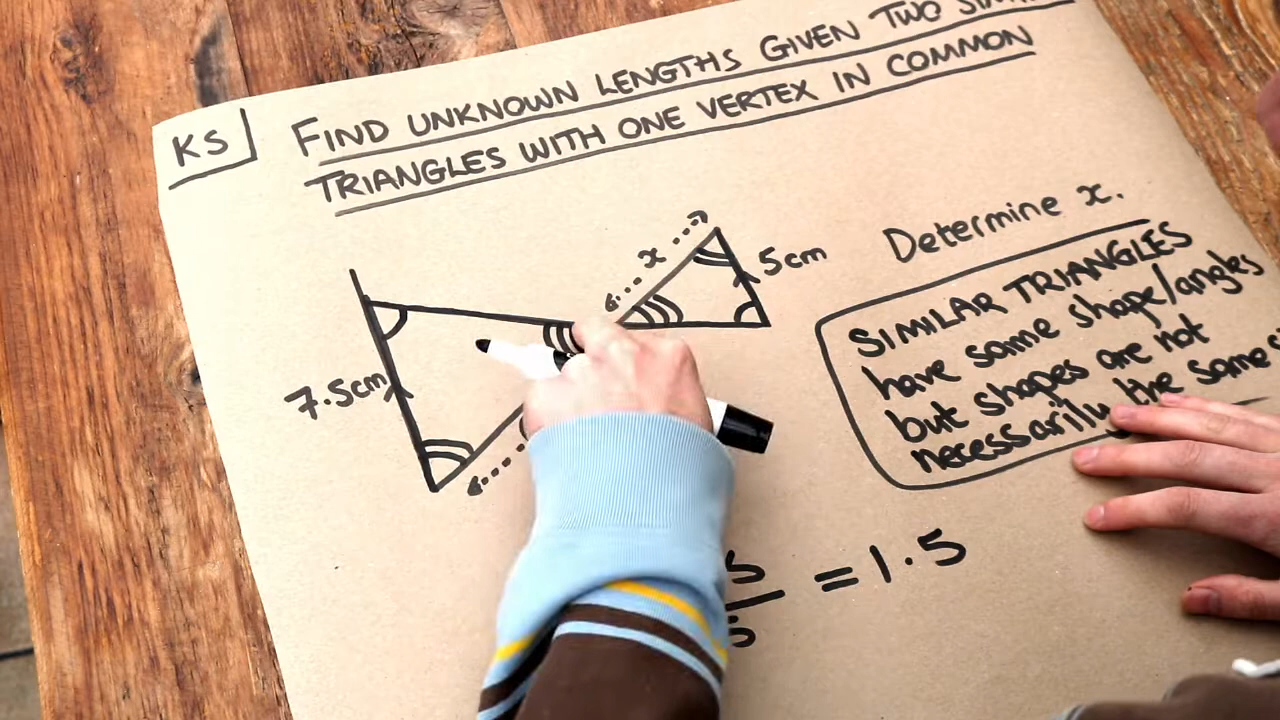 KS
FIND UNKNOWN LENGTHS GIVEN TWO
TRIANGLES WITH ONE VERTEX IN COMMON
Determine x.
x
5cm
7.5cm
SIMILAR TRIANGLES
have same shape/angles
but shapes are not
necessarily the same
= 1.5